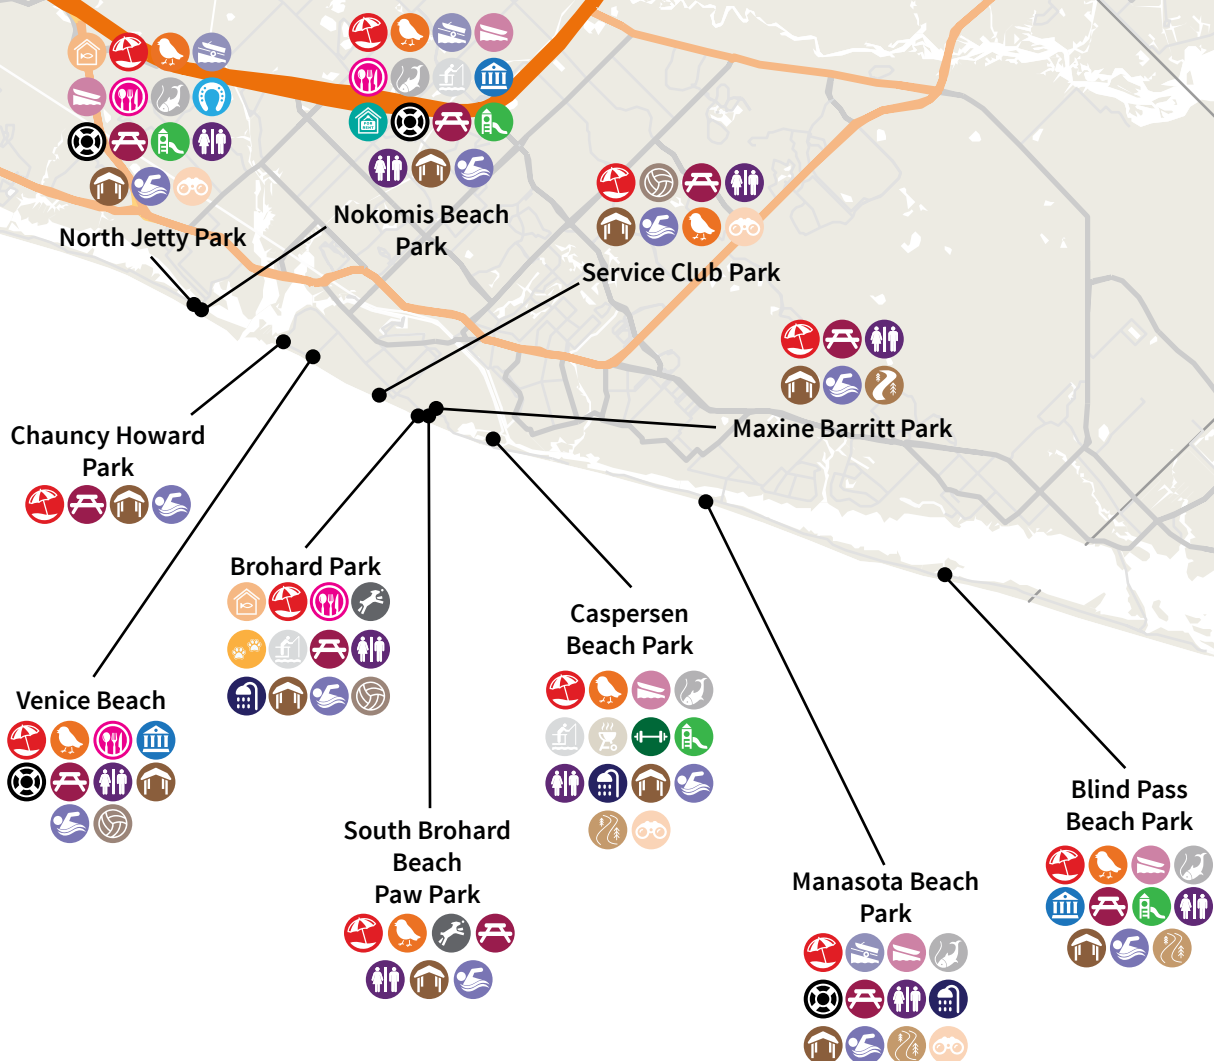 North Jetty Park
Nokomis Beach
Park
Service Club Park
Maxine Barritt Park
Chauncy Howard
Park
Brohard Park
Caspersen
Beach Park
Venice Beach
South Brohard
Beach
Paw Park
Manasota Beach
Park
Blind Pass
Beach Park